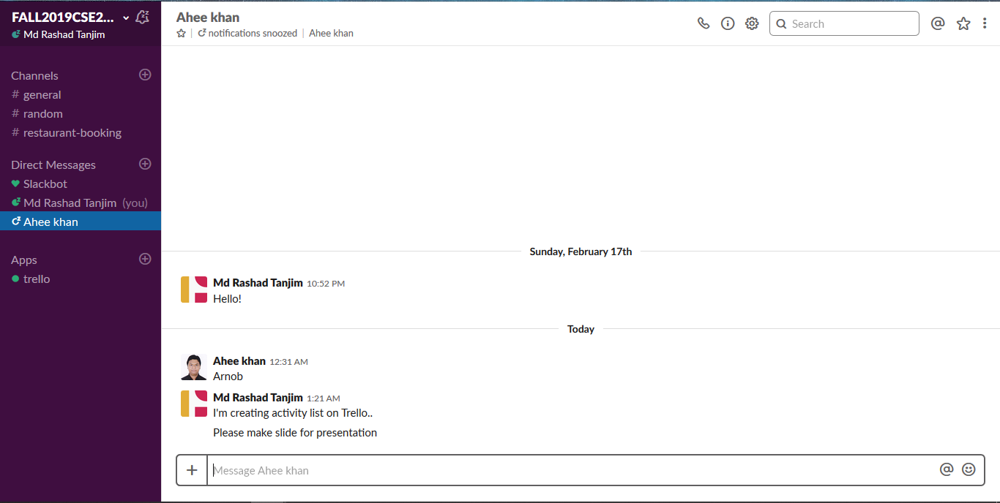 FALL2019CSE2...
Md Rashad Tanjim
Channels
# general
# random
# restaurant-booking
Direct Messages
Slackbot
Md Rashad Tanjim (you)
Ahee khan
Apps
trello
Ahee khan
notifications snoozed | Ahee khan
Search
Sunday, February 17th
Md Rashad Tanjim 10:52 PM
Hello!
Today
Ahee khan 12:31 AM
Arnob
Md Rashad Tanjim 1:21 AM
I'm creating activity list on Trello..
Please make slide for presentation
Message Ahee khan